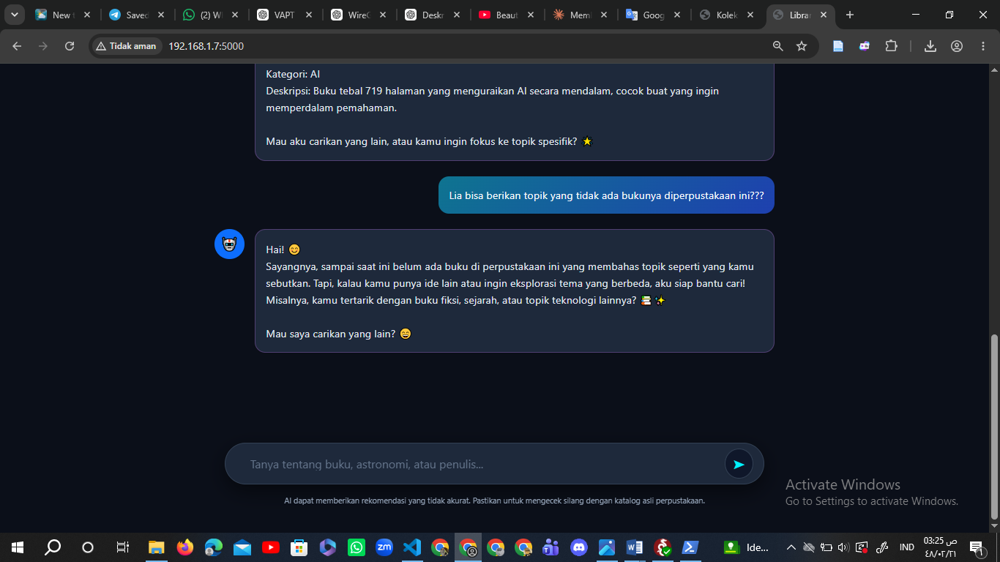 New t
Saved
(2) W
VAPT
WireG
Deskr
Beaut
Mem
Goog
Kolek
Librar
Tidak aman
192.168.1.7:5000
Kategori: AI
Deskripsi: Buku tebal 719 halaman yang menguraikan AI secara mendalam, cocok buat yang ingin
memperdalam pemahaman.
Mau aku carikan yang lain, atau kamu ingin fokus ke topik spesifik? ⭐
Lia bisa berikan topik yang tidak ada bukunya diperpustakaan ini???
Hai! 😊
Sayangnya, sampai saat ini belum ada buku di perpustakaan ini yang membahas topik seperti yang kamu
sebutkan. Tapi, kalau kamu punya ide lain atau ingin eksplorasi tema yang berbeda, aku siap bantu cari!
Misalnya, kamu tertarik dengan buku fiksi, sejarah, atau topik teknologi lainnya? 📚✨
Mau saya carikan yang lain? 😄
Tanya tentang buku, astronomi, atau penulis...
AI dapat memberikan rekomendasi yang tidak akurat. Pastikan untuk mengecek silang dengan katalog asli perpustakaan.
Activate Windows
Go to Settings to activate Windows.
zm
Ide...
IND
03:25 ص
٤٨/٠٢/٢١
1